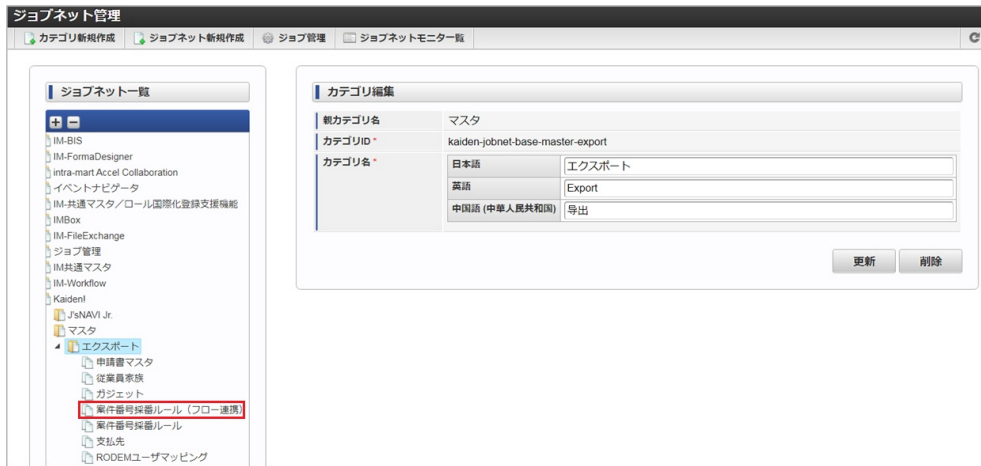 ジョブネット管理
カテゴリ新規作成 ジョブネット新規作成 ジョブ管理 ジョブネットモニター覧
ジョブネット一覧
IM-BIS
IM-FormaDesigner
intra-mart Accel Collaboration
イベントナビゲータ
IM-共通マスタ／ロール国際化登録支援機能
IMBox
IM-FileExchange
ジョブ管理
IM共通マスタ
IM-Workflow
Kaiden!
J'sNAVI Jr.
マスタ
エクスポート
申請書マスタ
従業員家族
ガジェット
案件番号採番ルール（フロー連携）
案件番号採番ルール
支払先
RODEMユーザマッピング
カテゴリ編集
親カテゴリ名 マスタ
カテゴリID * kaiden-jobnet-base-master-export
カテゴリ名 * 日本語 エクスポート
英語 Export
中国語 (中華人民共和国) 导出
更新 削除